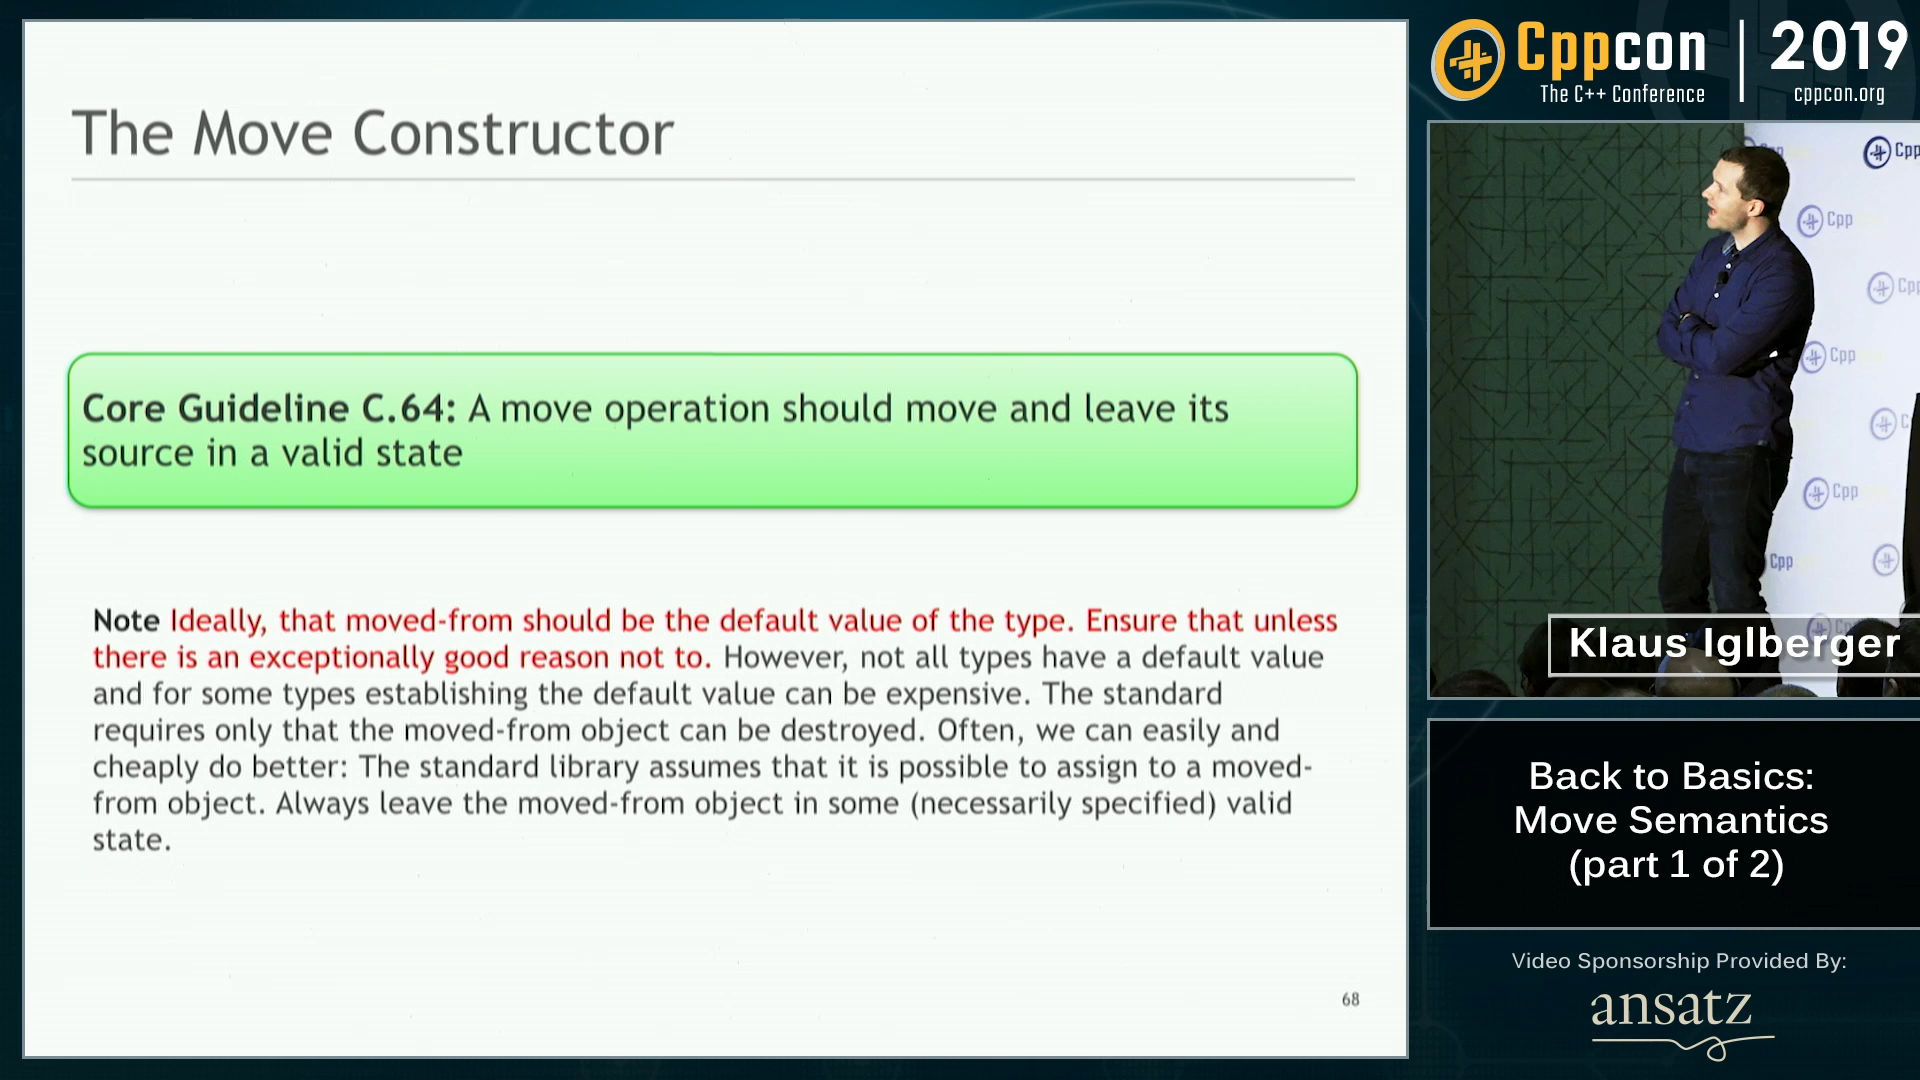 The Move Constructor
Core Guideline C.64: A move operation should move and leave its
source in a valid state
Note Ideally, that moved-from should be the default value of the type. Ensure that unless
there is an exceptionally good reason not to. However, not all types have a default value
and for some types establishing the default value can be expensive. The standard
requires only that the moved-from object can be destroyed. Often, we can easily and
cheaply do better: The standard library assumes that it is possible to assign to a moved-
from object. Always leave the moved-from object in some (necessarily specified) valid
state.
68
Cppcon
The C++ Conference
2019
cppcon.org
Cpp
Cpp
Cpp
Cpp
Cpp
Cpp
Klaus Iglberger
Back to Basics:
Move Semantics
(part 1 of 2)
Video Sponsorship Provided By:
ansatz